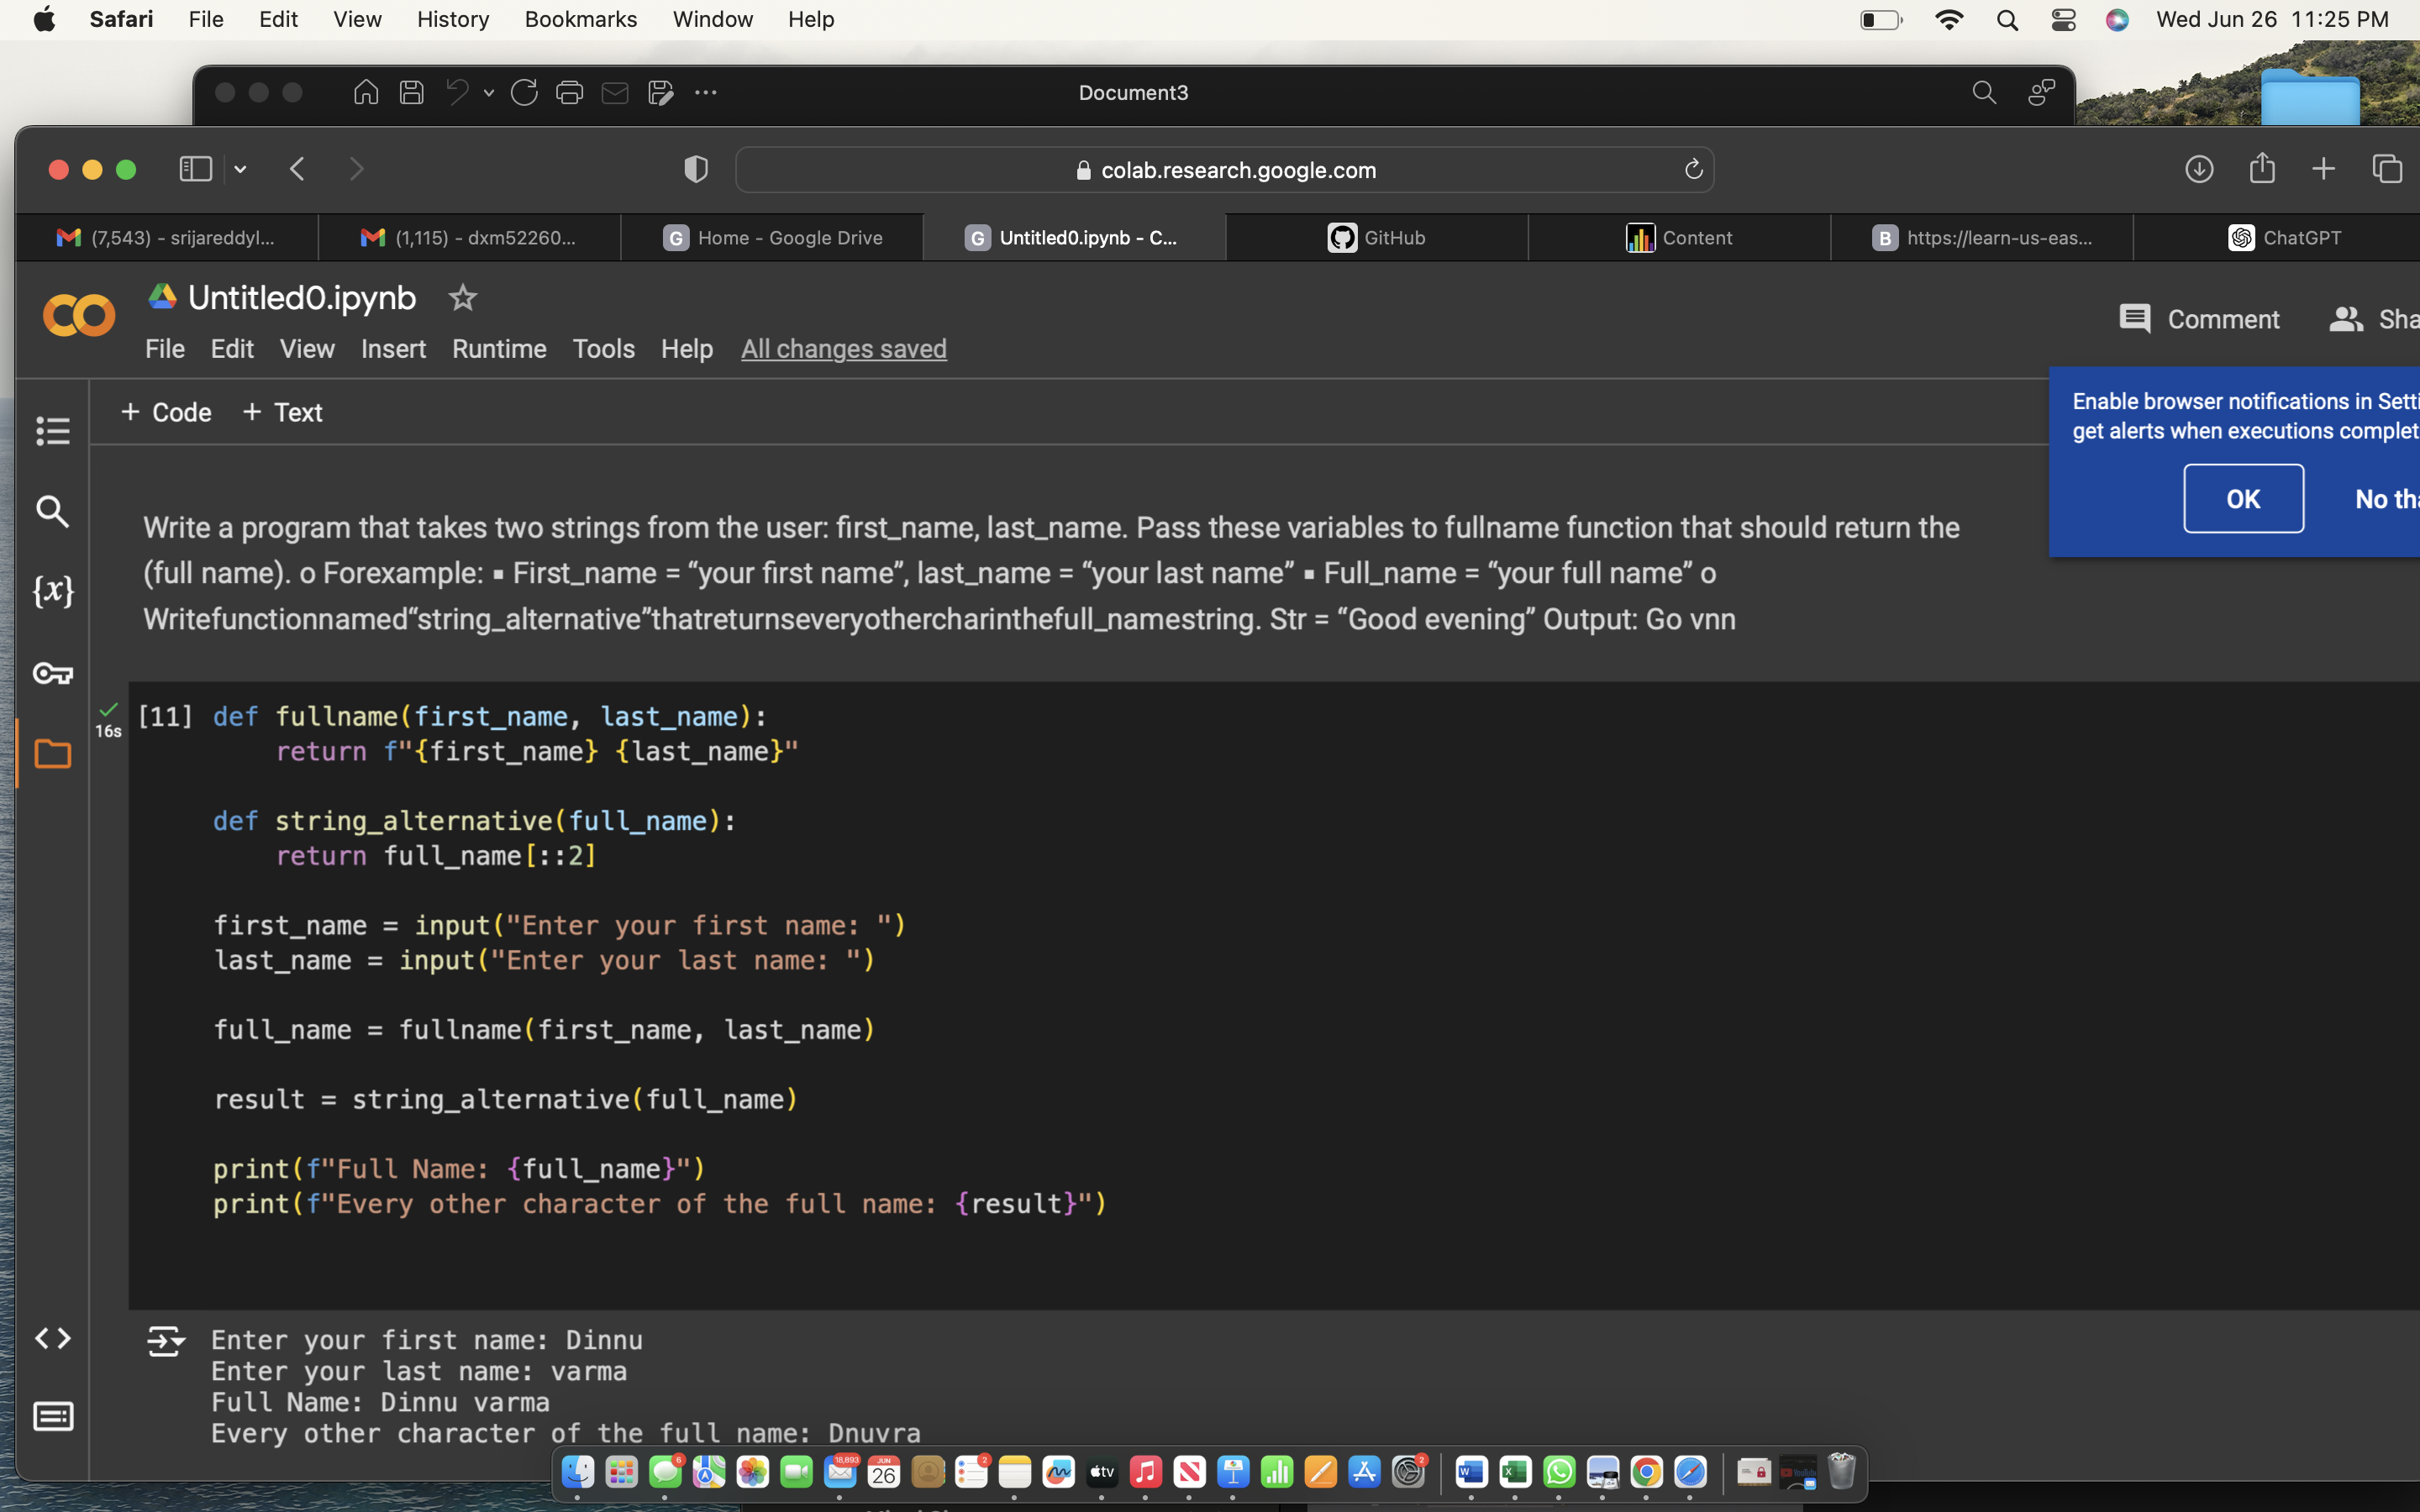 Safari File Edit View History Bookmarks Window Help Wed Jun 26 11:25 PM
Document3
colab.research.google.com
(7,543) - srijareddyl... (1,115) - dxm52260... G Home - Google Drive G Untitled0.ipynb - C... GitHub Content B https://learn-us-eas... ChatGPT
Untitled0.ipynb
Comment Sha
File Edit View Insert Runtime Tools Help All changes saved
+ Code + Text
Enable browser notifications in Setti
get alerts when executions complet
OK No tha
Write a program that takes two strings from the user: first_name, last_name. Pass these variables to fullname function that should return the
(full name). o Forexample: ▪ First_name = “your first name”, last_name = “your last name” ▪ Full_name = “your full name” o
Writefunctionnamed“string_alternative”thatreturnseveryothercharinthefull_namestring. Str = “Good evening” Output: Go vnn
{x}
16s
[11] def fullname(first_name, last_name):
return f"{first_name} {last_name}"
def string_alternative(full_name):
return full_name[::2]
first_name = input("Enter your first name: ")
last_name = input("Enter your last name: ")
full_name = fullname(first_name, last_name)
result = string_alternative(full_name)
print(f"Full Name: {full_name}")
print(f"Every other character of the full name: {result}")
Enter your first name: Dinnu
Enter your last name: varma
Full Name: Dinnu varma
Every other character of the full name: Dnuvra
6 18,893 JUN 26 2 tv 2